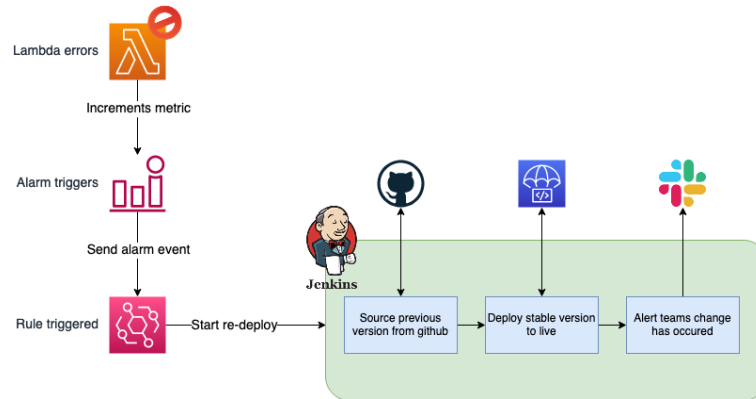 Lambda errors
Increments metric
Alarm triggers
Send alarm event
Jenkins
Rule triggered
Start re-deploy
Source previous
version from github
Deploy stable version
to live
Alert teams change
has occured